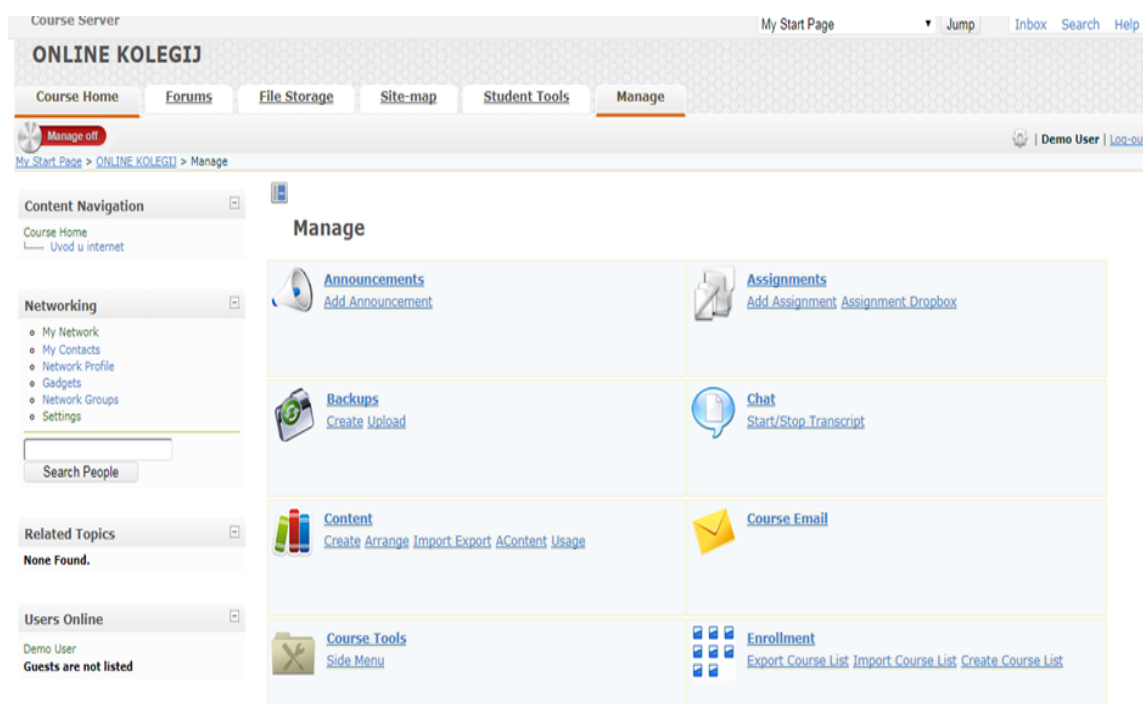 Course Server
My Start Page Jump Inbox Search Help
ONLINE KOLEGIJ
Course Home Forums File Storage Site-map Student Tools Manage
Manage off
| Demo User | Log-ou
My Start Page > ONLINE KOLEGIJ > Manage
Content Navigation
Course Home
Uvod u internet
Networking
My Network
My Contacts
Network Profile
Gadgets
Network Groups
Settings
Search People
Related Topics
None Found.
Users Online
Demo User
Guests are not listed
Manage
Announcements
Add Announcement
Assignments
Add Assignment Assignment Dropbox
Backups
Create Upload
Chat
Start/Stop Transcript
Content
Create Arrange Import Export AContent Usage
Course Email
Course Tools
Side Menu
Enrollment
Export Course List Import Course List Create Course List